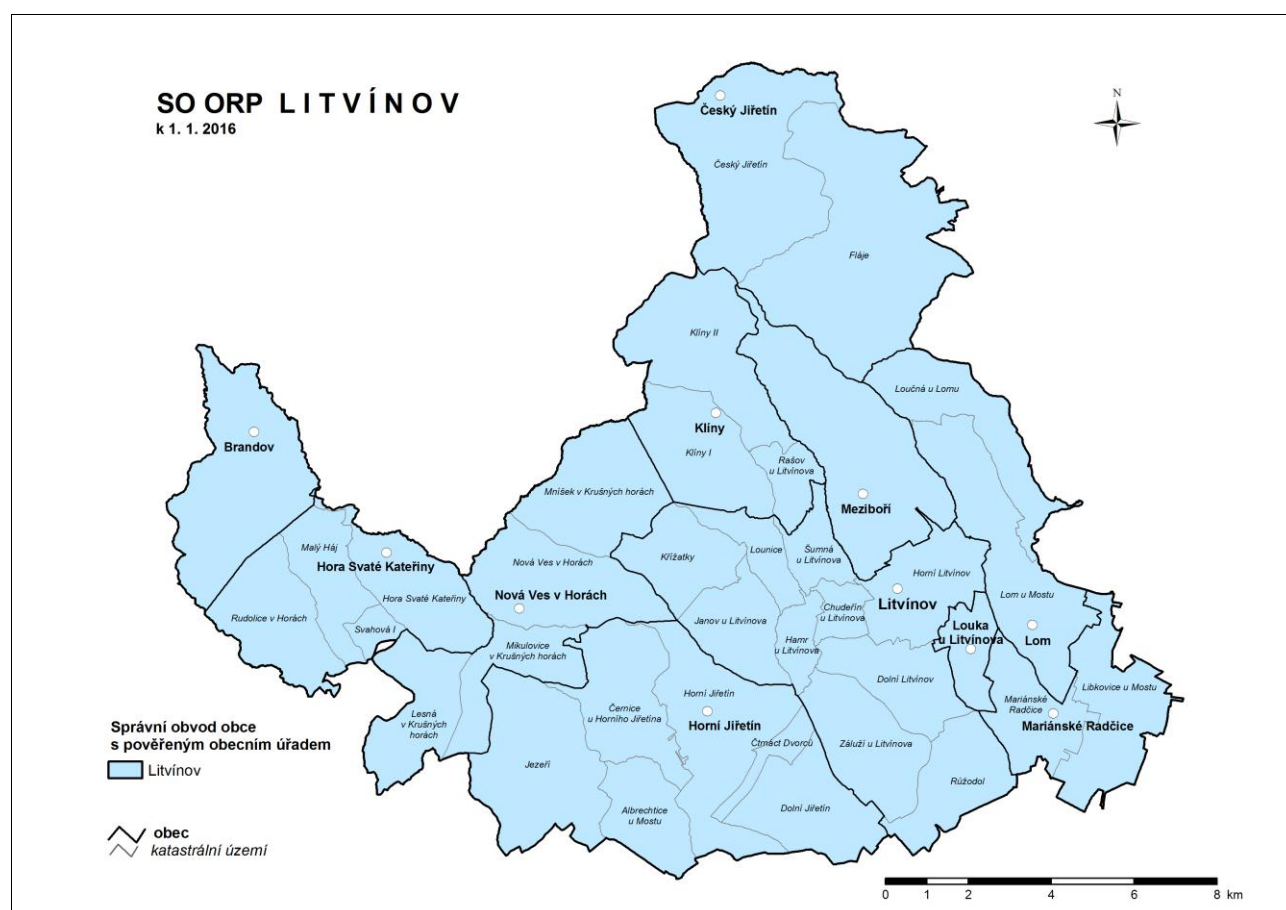 SO ORP LITVÍNOV
k 1. 1. 2016
N
Český Jiřetín
Český Jiřetín
Fláje
Klíny II
Loučná u Lomu
Klíny
Klíny I
Rašov
u Litvínova
Brandov
Mníšek v Krušných horách
Meziboří
Malý Háj
Hora Svaté Kateřiny
Nová Ves v Horách
Křižatky
Lounice
Šumná
u Litvínova
Horní Litvínov
Hora Svaté Kateřiny
Nová Ves v Horách
Litvínov
Lom u Mostu
Rudolice v Horách
Svahová I
Janov u Litvínova
Chudeřín
u Litvínova
Louka
u Litvínova
Lom
Mikulovice
v Krušných horách
Hamr
u Litvínova
Dolní Litvínov
Lesná
v Krušných
horách
Černice
u Horního Jiřetína
Horní Jiřetín
Horní Jiřetín
Mariánské
Radčice
Libkovice u Mostu
Mariánské Radčice
Čtrnáct Dvorců
Záluží u Litvínova
Jezeří
Růžodol
Albrechtice
u Mostu
Dolní Jiřetín
Správní obvod obce
s pověřeným obecním úřadem
Litvínov
obec
katastrální území
0 1 2 4 6 8 km